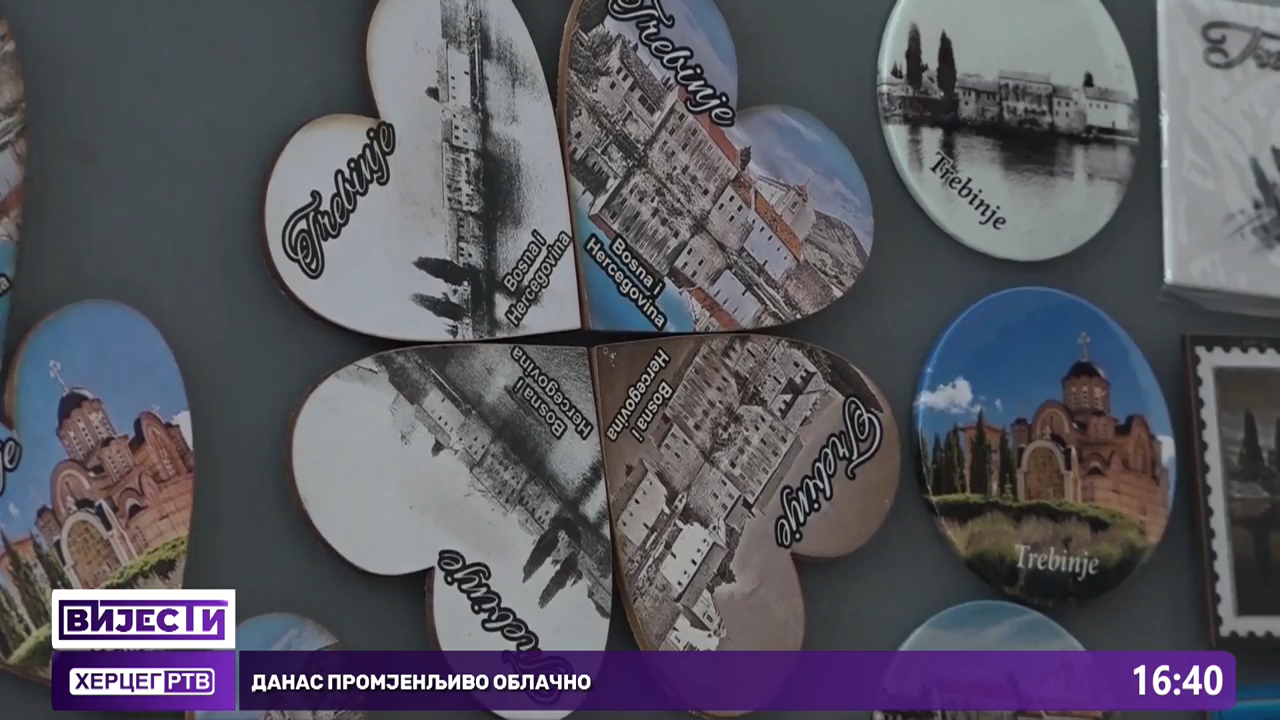 Trebinje
Bosna i
Hercegovina
Trebinje
Bosna i
Hercegovina
Trebinje
Bosna i
Hercegovina
Trebinje
Bosna i
Hercegovina
Trebinje
Trebinje
ВИЈЕСТИ
ХЕРЦЕГ РТВ
ДАНАС ПРОМЈЕНЉИВО ОБЛАЧНО
16:40